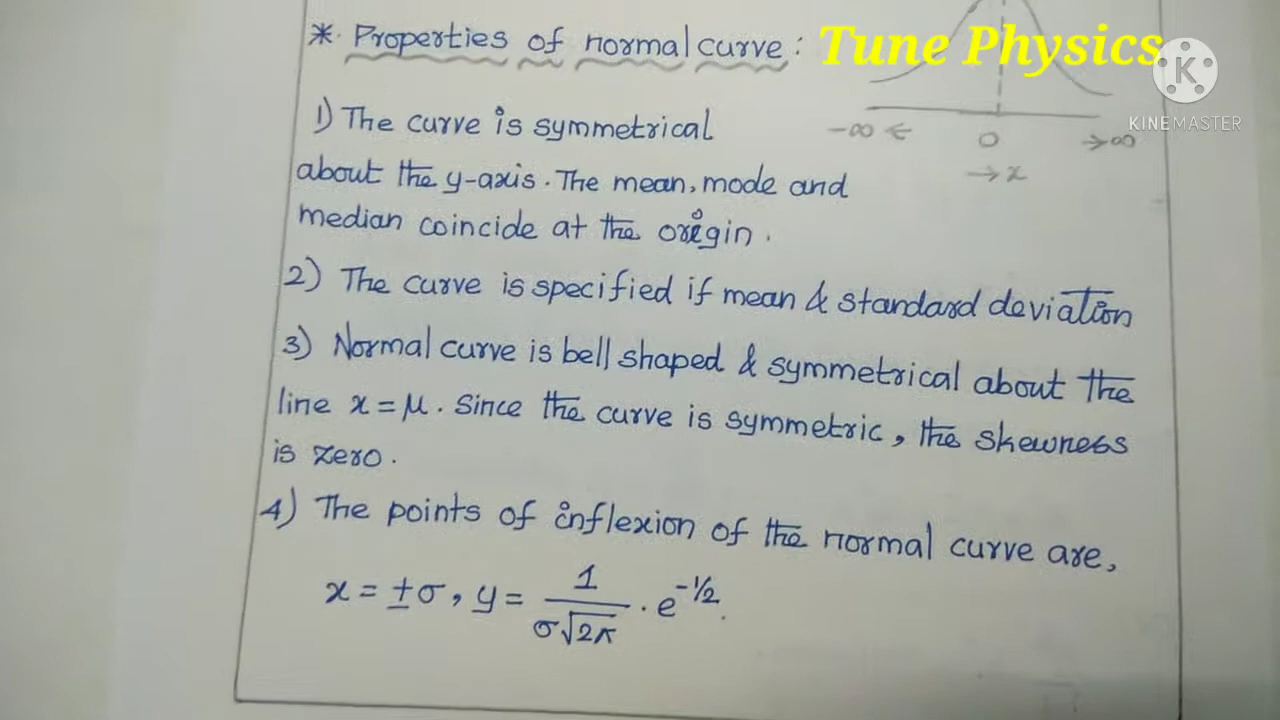 * Properties of normal curve :
Tune Physics
K
KINEMASTER
-∞ ← 0 →∞
→ x
1) The curve is symmetrical
about the y-axis. The mean, mode and
median coincide at the origin.
2) The curve is specified if mean & standard deviation
3) Normal curve is bell shaped & symmetrical about the
line x = μ. Since the curve is symmetric, the skewness
is zero.
4) The points of inflexion of the normal curve are,
x = ±σ, y = 1/(σ√2π) . e^-1/2.